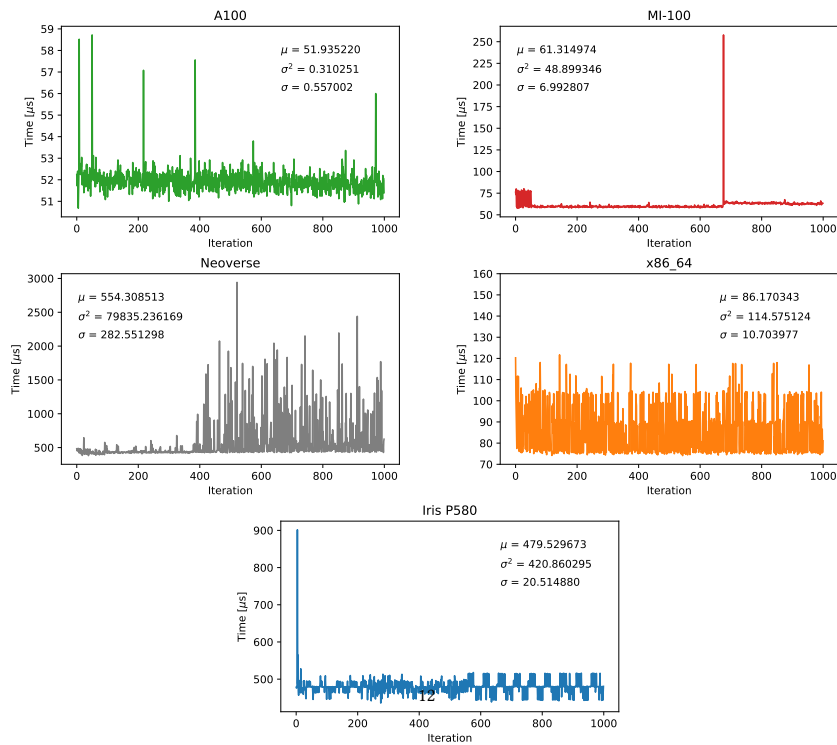 A100
59
58
57
56
55
54
53
52
51
Time [μs]
μ = 51.935220
σ² = 0.310251
σ = 0.557002
0 200 400 600 800 1000
Iteration
MI-100
250
225
200
175
150
125
100
75
50
Time [μs]
μ = 61.314974
σ² = 48.899346
σ = 6.992807
0 200 400 600 800 1000
Iteration
Neoverse
3000
2500
2000
1500
1000
500
Time [μs]
μ = 554.308513
σ² = 79835.236169
σ = 282.551298
0 200 400 600 800 1000
Iteration
x86_64
160
150
140
130
120
110
100
90
80
70
Time [μs]
μ = 86.170343
σ² = 114.575124
σ = 10.703977
0 200 400 600 800 1000
Iteration
Iris P580
900
800
700
600
500
Time [μs]
μ = 479.529673
σ² = 420.860295
σ = 20.514880
12
0 200 400 600 800 1000
Iteration